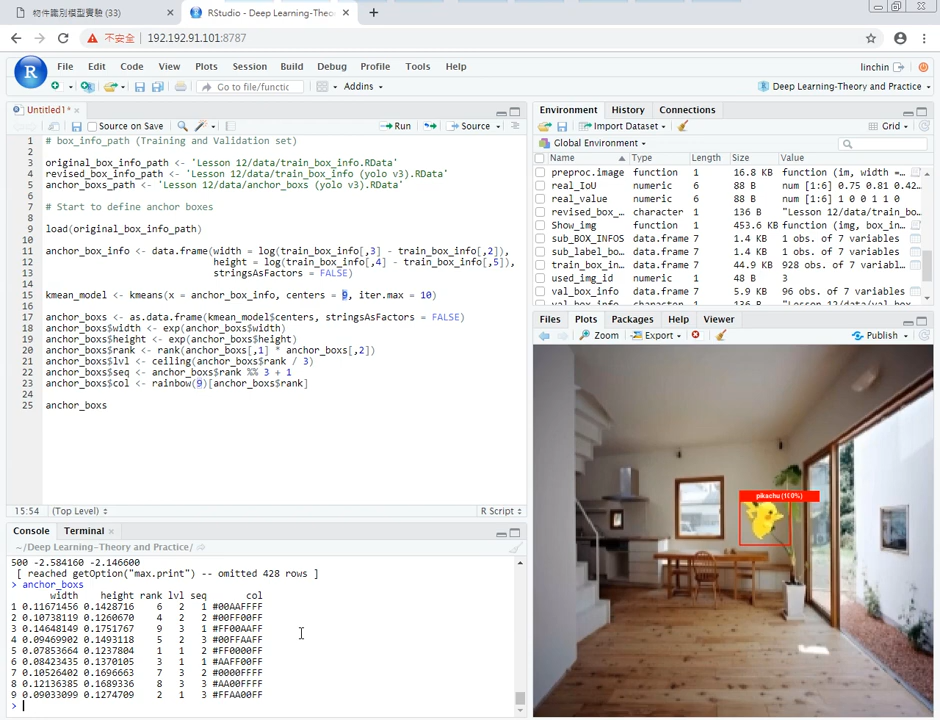 物件識別模型實驗 (33)
RStudio - Deep Learning-Theor
不安全
192.192.91.101:8787
File Edit Code View Plots Session Build Debug Profile Tools Help
linchin
Go to file/functic
Addins
Deep Learning-Theory and Practice
Untitled1*
Source on Save
Run
Source
1 # box_info_path (Training and Validation set)
2
3 original_box_info_path <- 'Lesson 12/data/train_box_info.RData'
4 revised_box_info_path <- 'Lesson 12/data/train_box_info (yolo v3).RData'
5 anchor_boxs_path <- 'Lesson 12/data/anchor_boxs (yolo v3).RData'
6
7 # Start to define anchor boxes
8
9 load(original_box_info_path)
10
11 anchor_box_info <- data.frame(width = log(train_box_info[,3] - train_box_info[,2]),
12 height = log(train_box_info[,4] - train_box_info[,5]),
13 stringsAsFactors = FALSE)
14
15 kmean_model <- kmeans(x = anchor_box_info, centers = 9, iter.max = 10)
16
17 anchor_boxs <- as.data.frame(kmean_model$centers, stringsAsFactors = FALSE)
18 anchor_boxs$width <- exp(anchor_boxs$width)
19 anchor_boxs$height <- exp(anchor_boxs$height)
20 anchor_boxs$rank <- rank(anchor_boxs[,1] * anchor_boxs[,2])
21 anchor_boxs$lvl <- ceiling(anchor_boxs$rank / 3)
22 anchor_boxs$seq <- anchor_boxs$rank %% 3 + 1
23 anchor_boxs$col <- rainbow(9)[anchor_boxs$rank]
24
25 anchor_boxs
15:54 (Top Level) R Script
Console Terminal
~/Deep Learning-Theory and Practice/
500 -2.584160 -2.146600
[ reached getOption("max.print") -- omitted 428 rows ]
> anchor_boxs
width height rank lvl seq col
1 0.11671456 0.1428716 6 2 1 #00AAFFFF
2 0.10738119 0.1260670 4 2 2 #00FF00FF
3 0.14648149 0.1751767 9 3 1 #FF00AAFF
4 0.09469902 0.1493118 5 2 3 #00FFAAFF
5 0.07853664 0.1237804 1 1 2 #FF0000FF
6 0.08423435 0.1370105 3 1 1 #AAFF00FF
7 0.10526402 0.1696663 7 3 2 #0000FFFF
8 0.12136385 0.1689336 8 3 3 #AA00FFFF
9 0.09033099 0.1274709 2 1 3 #FFAA00FF
>
Environment History Connections
Import Dataset
Grid
Global Environment
Name Type Length Size Value
preproc.image function 1 16.8 KB function (im, width =…
real_IoU numeric 6 88 B num [1:6] 0.75 0.81 0.42…
real_value numeric 6 88 B num [1:6] 1 0 0 1 1 0
revised_box_… character 1 136 B "Lesson 12/data/train_bo…
Show_img function 1 453.6 KB function (img, box_in…
sub_BOX_INFOS data.frame 7 1.4 KB 1 obs. of 7 variables
sub_label_bo… data.frame 7 1.4 KB 1 obs. of 7 variables
train_box_in… data.frame 7 44.9 KB 928 obs. of 7 variabl…
used_img_id numeric 1 48 B 3
val_box_info data.frame 7 5.9 KB 96 obs. of 7 variables
Files Plots Packages Help Viewer
Zoom Export Publish
pikachu (100%)